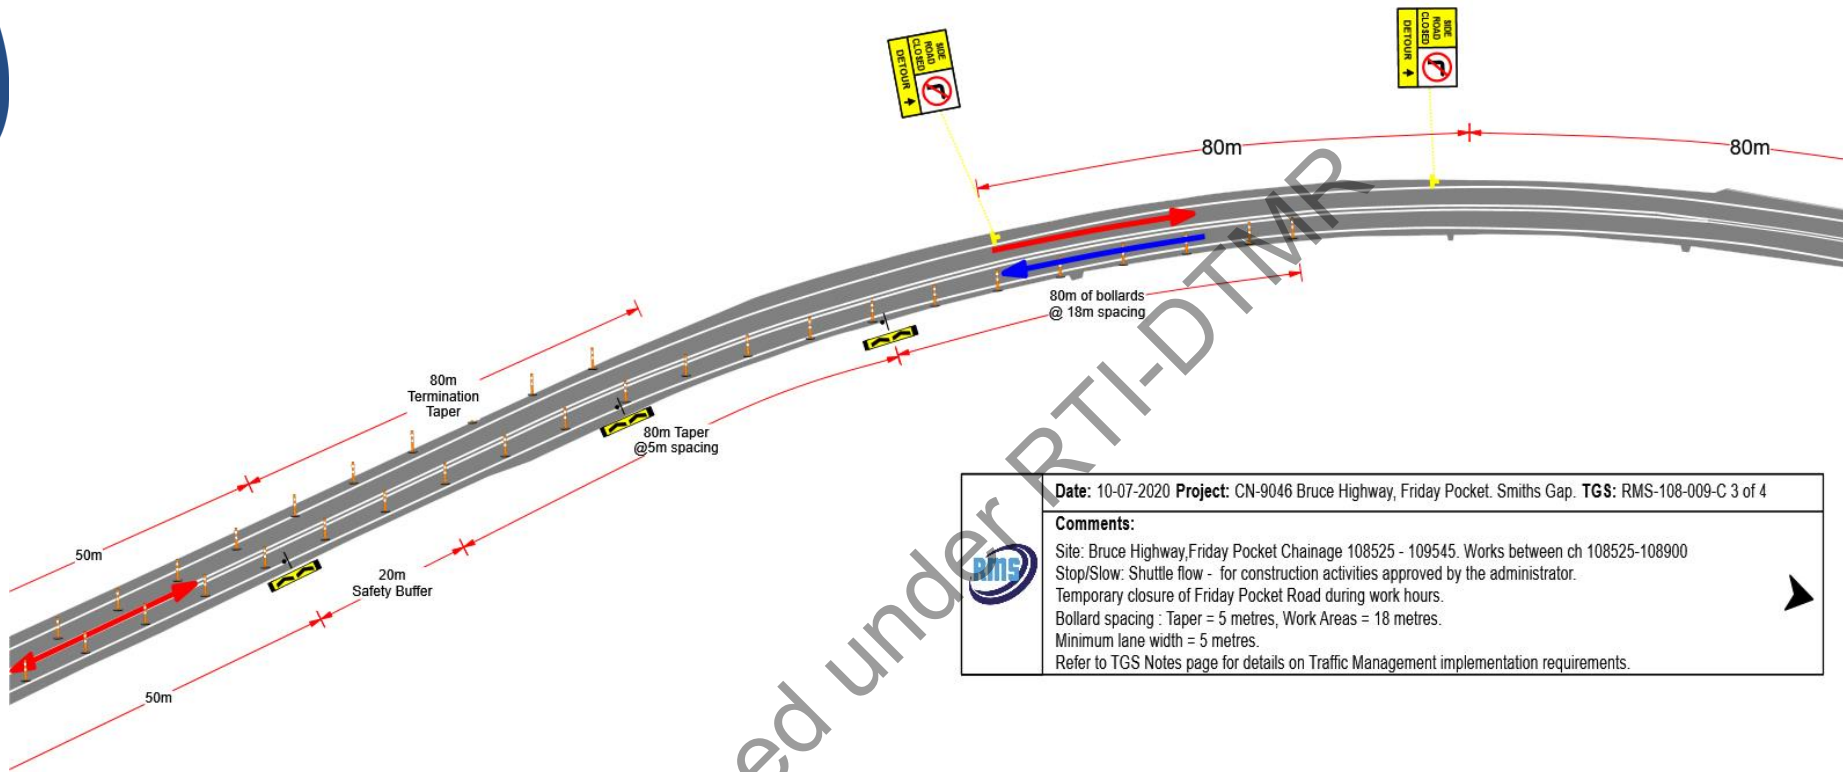 SIDE
ROAD
CLOSED
DETOUR
SIDE
ROAD
CLOSED
DETOUR
80m
80m
80m of bollards
@ 18m spacing
80m
Termination
Taper
80m Taper
@5m spacing
50m
20m
Safety Buffer
50m
Date: 10-07-2020 Project: CN-9046 Bruce Highway, Friday Pocket. Smiths Gap. TGS: RMS-108-009-C 3 of 4
Comments:
Site: Bruce Highway,Friday Pocket Chainage 108525 - 109545. Works between ch 108525-108900
Stop/Slow: Shuttle flow - for construction activities approved by the administrator.
Temporary closure of Friday Pocket Road during work hours.
Bollard spacing : Taper = 5 metres, Work Areas = 18 metres.
Minimum lane width = 5 metres.
Refer to TGS Notes page for details on Traffic Management implementation requirements.
RMS
ed under RTI-DTMR